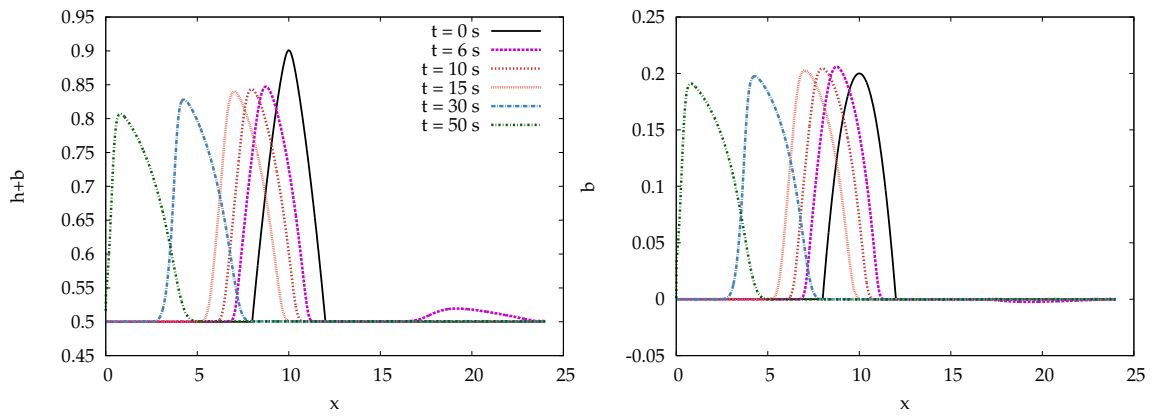 0.95
0.9
0.85
0.8
0.75
0.7
0.65
0.6
0.55
0.5
0.45
h+b
0 5 10 15 20 25
x
t = 0 s
t = 6 s
t = 10 s
t = 15 s
t = 30 s
t = 50 s
0.25
0.2
0.15
0.1
0.05
0
-0.05
b
0 5 10 15 20 25
x